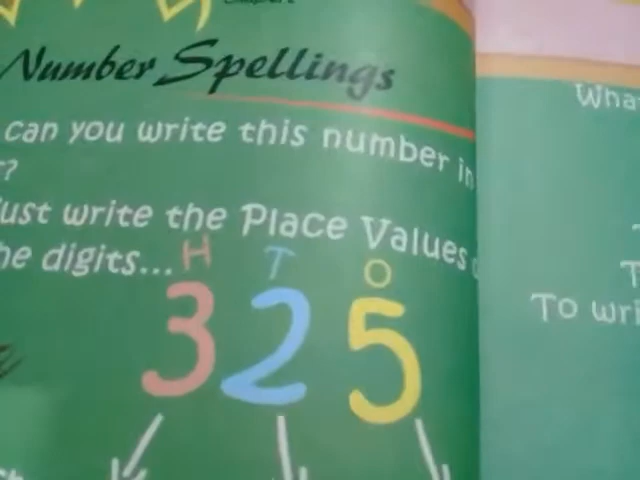 Number Spellings
can you write this number in
?
just write the Place Values
he digits...
H T O
3 2 5
What
To wri